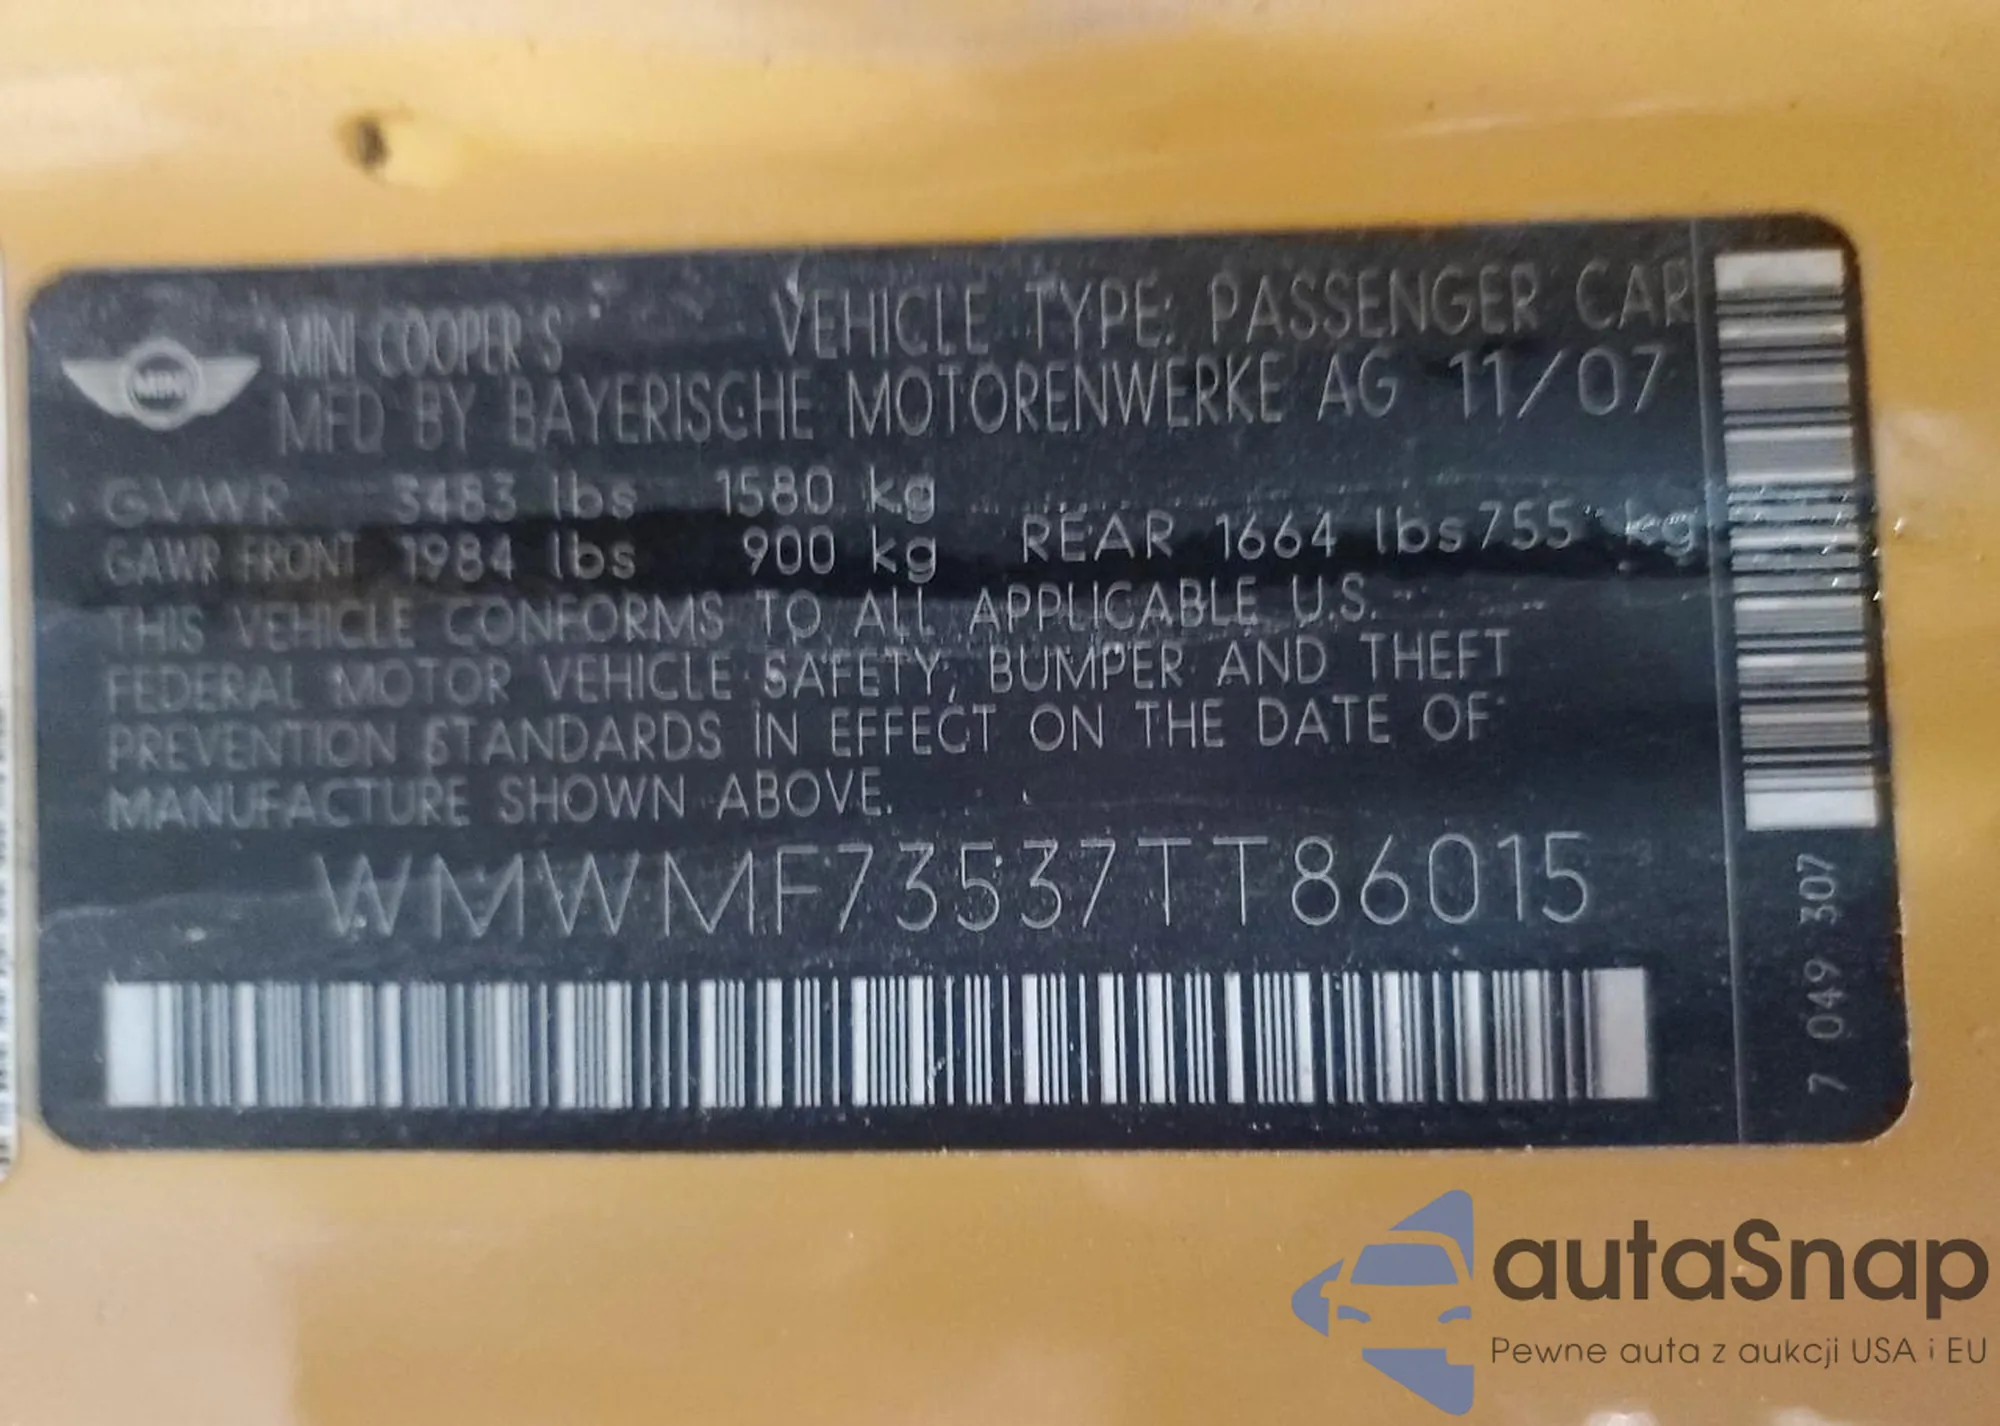 MINI
MINI COOPER S VEHICLE TYPE: PASSENGER CAR
MFD BY BAYERISCHE MOTORENWERKE AG 11/07
GVWR 3483 lbs 1580 kg
GAWR FRONT 1984 lbs 900 kg REAR 1664 lbs 755 kg
THIS VEHICLE CONFORMS TO ALL APPLICABLE U.S.
FEDERAL MOTOR VEHICLE SAFETY, BUMPER AND THEFT
PREVENTION STANDARDS IN EFFECT ON THE DATE OF
MANUFACTURE SHOWN ABOVE.
WMWMF73537TT86015
7 049 307
autaSnap
Pewne auta z aukcji USA i EU